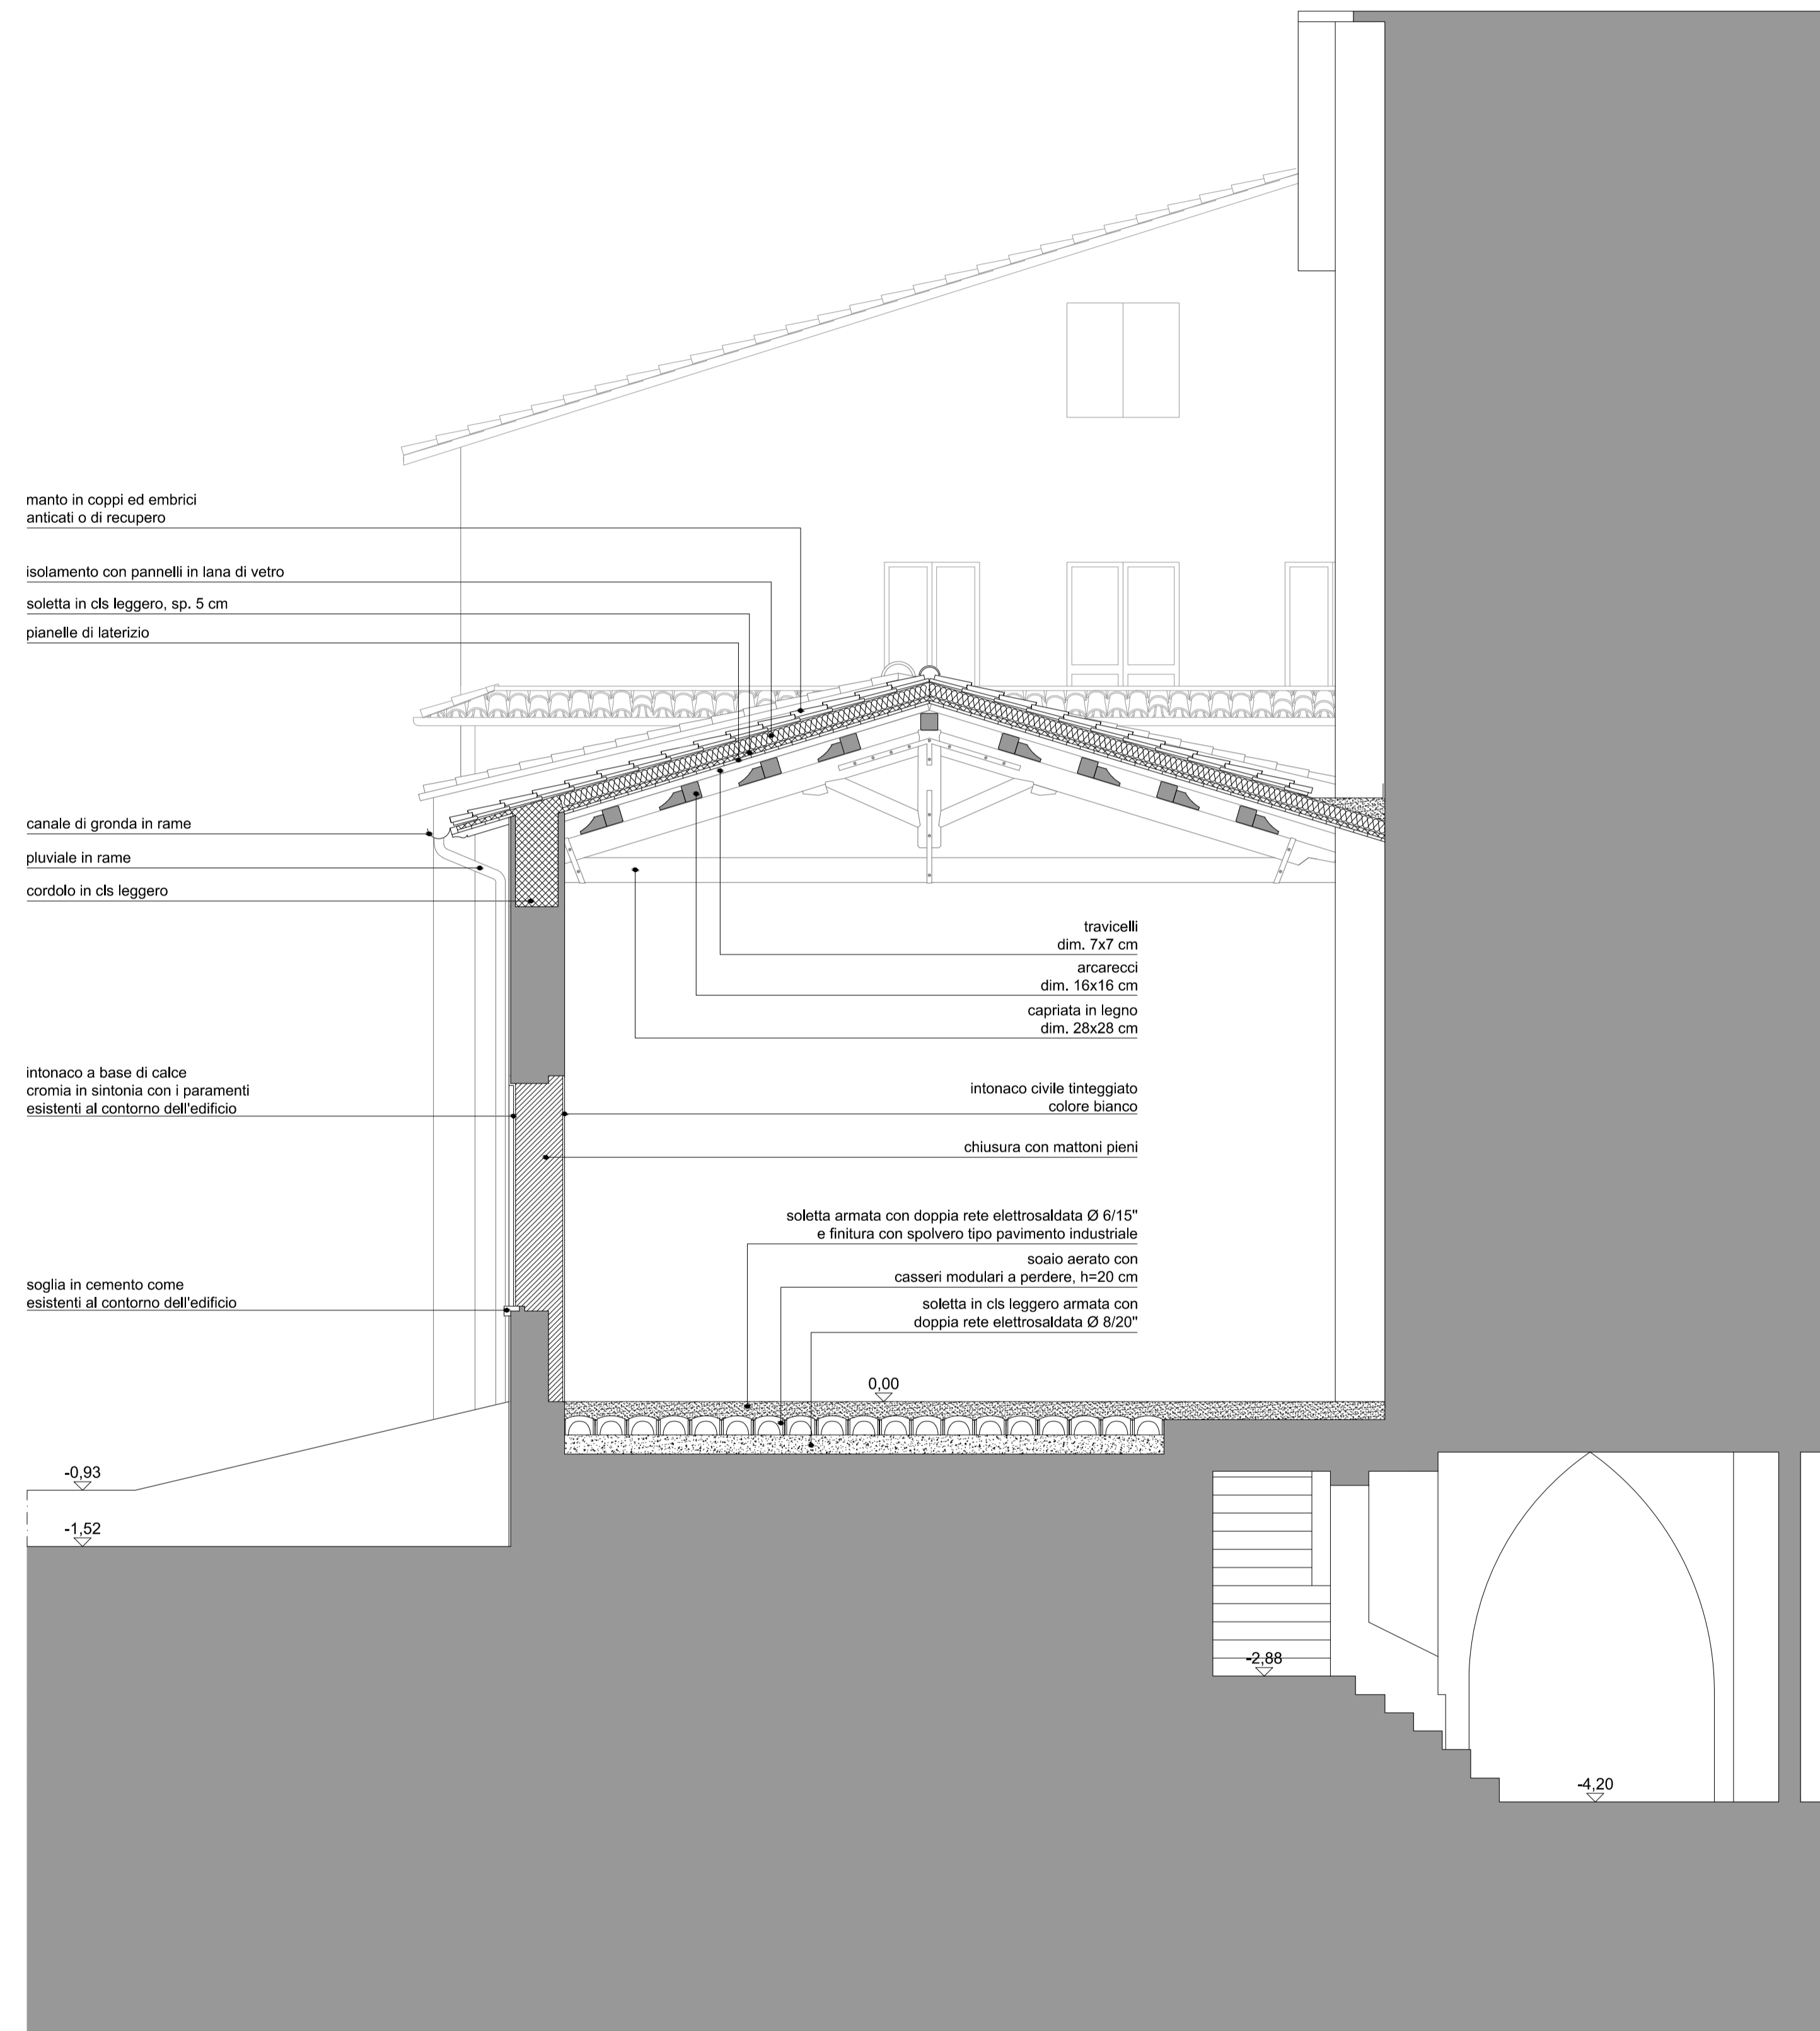 manto in coppi ed embrici
anticati o di recupero
isolamento con pannelli in lana di vetro
soletta in cls leggero, sp. 5 cm
pianelle di laterizio
canale di gronda in rame
pluviale in rame
cordolo in cls leggero
travicelli
dim. 7x7 cm
arcarecci
dim. 16x16 cm
capriata in legno
dim. 28x28 cm
intonaco a base di calce
cromia in sintonia con i paramenti
esistenti al contorno dell'edificio
intonaco civile tinteggiato
colore bianco
chiusura con mattoni pieni
soletta armata con doppia rete elettrosaldata Ø 6/15"
e finitura con spolvero tipo pavimento industriale
soaio aerato con
casseri modulari a perdere, h=20 cm
soletta in cls leggero armata con
doppia rete elettrosaldata Ø 8/20"
soglia in cemento come
esistenti al contorno dell'edificio
0,00
-0,93
-1,52
-2,88
-4,20